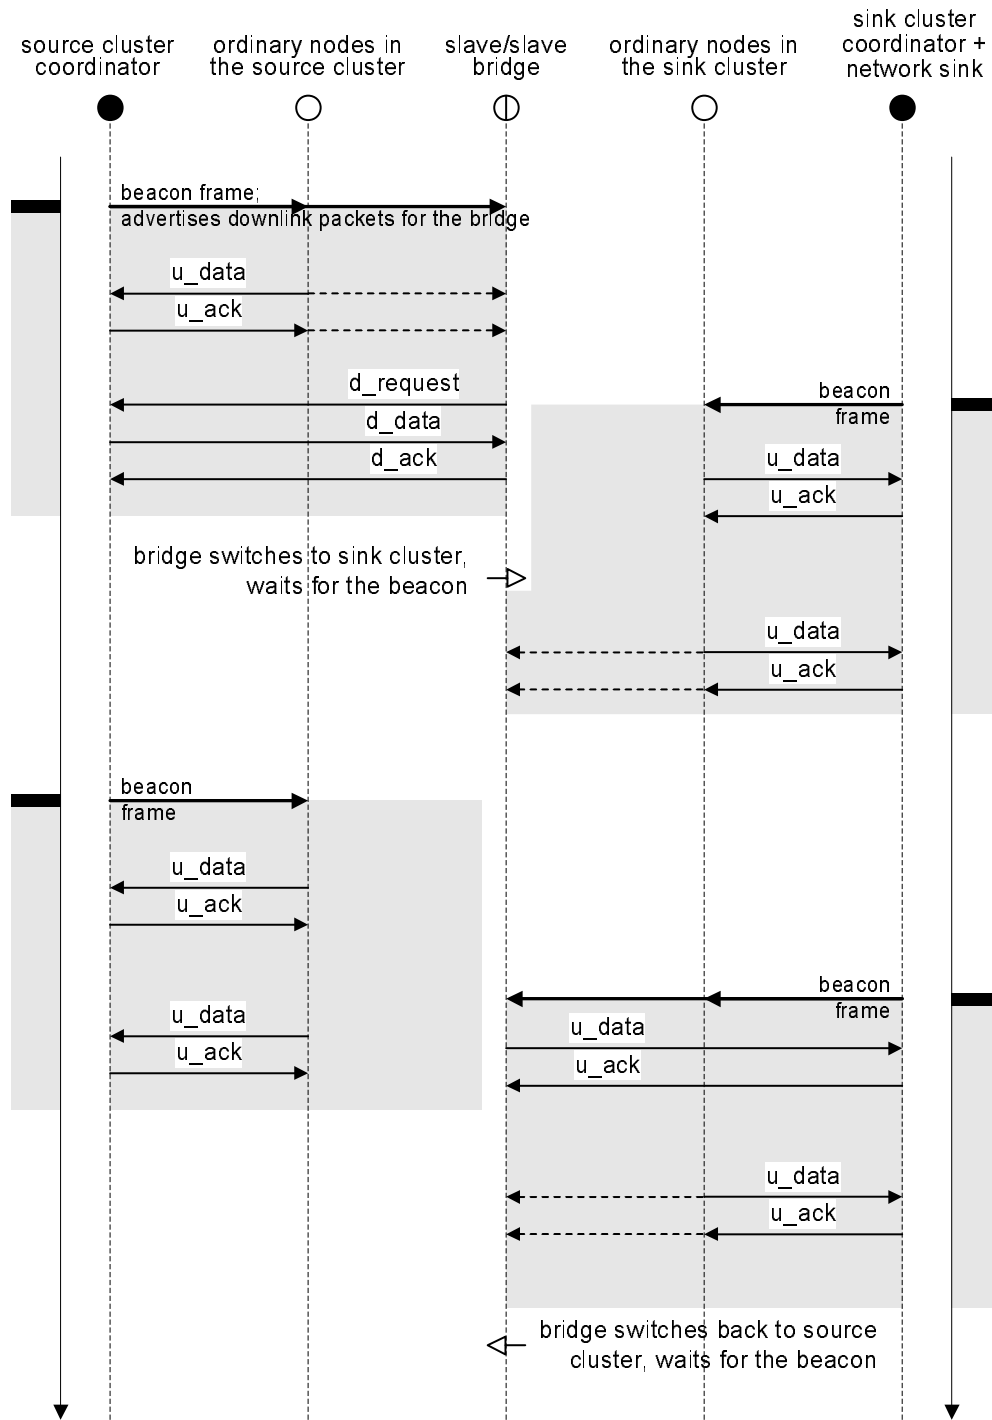 source cluster
coordinator
ordinary nodes in
the source cluster
slave/slave
bridge
ordinary nodes in
the sink cluster
sink cluster
coordinator +
network sink
beacon frame;
advertises downlink packets for the bridge
u_data
u_ack
d_request
beacon
frame
d_data
d_ack
u_data
u_ack
bridge switches to sink cluster,
waits for the beacon
u_data
u_ack
beacon
frame
u_data
u_ack
beacon
frame
u_data
u_ack
u_data
u_ack
u_data
u_ack
bridge switches back to source
cluster, waits for the beacon